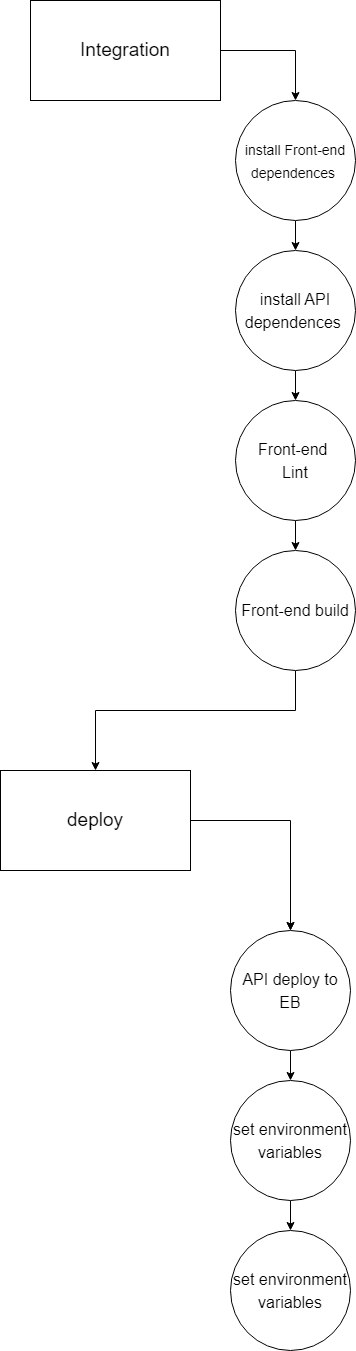 Integration
install Front-end
dependences
install API
dependences
Front-end
Lint
Front-end build
deploy
API deploy to
EB
set environment
variables
set environment
variables